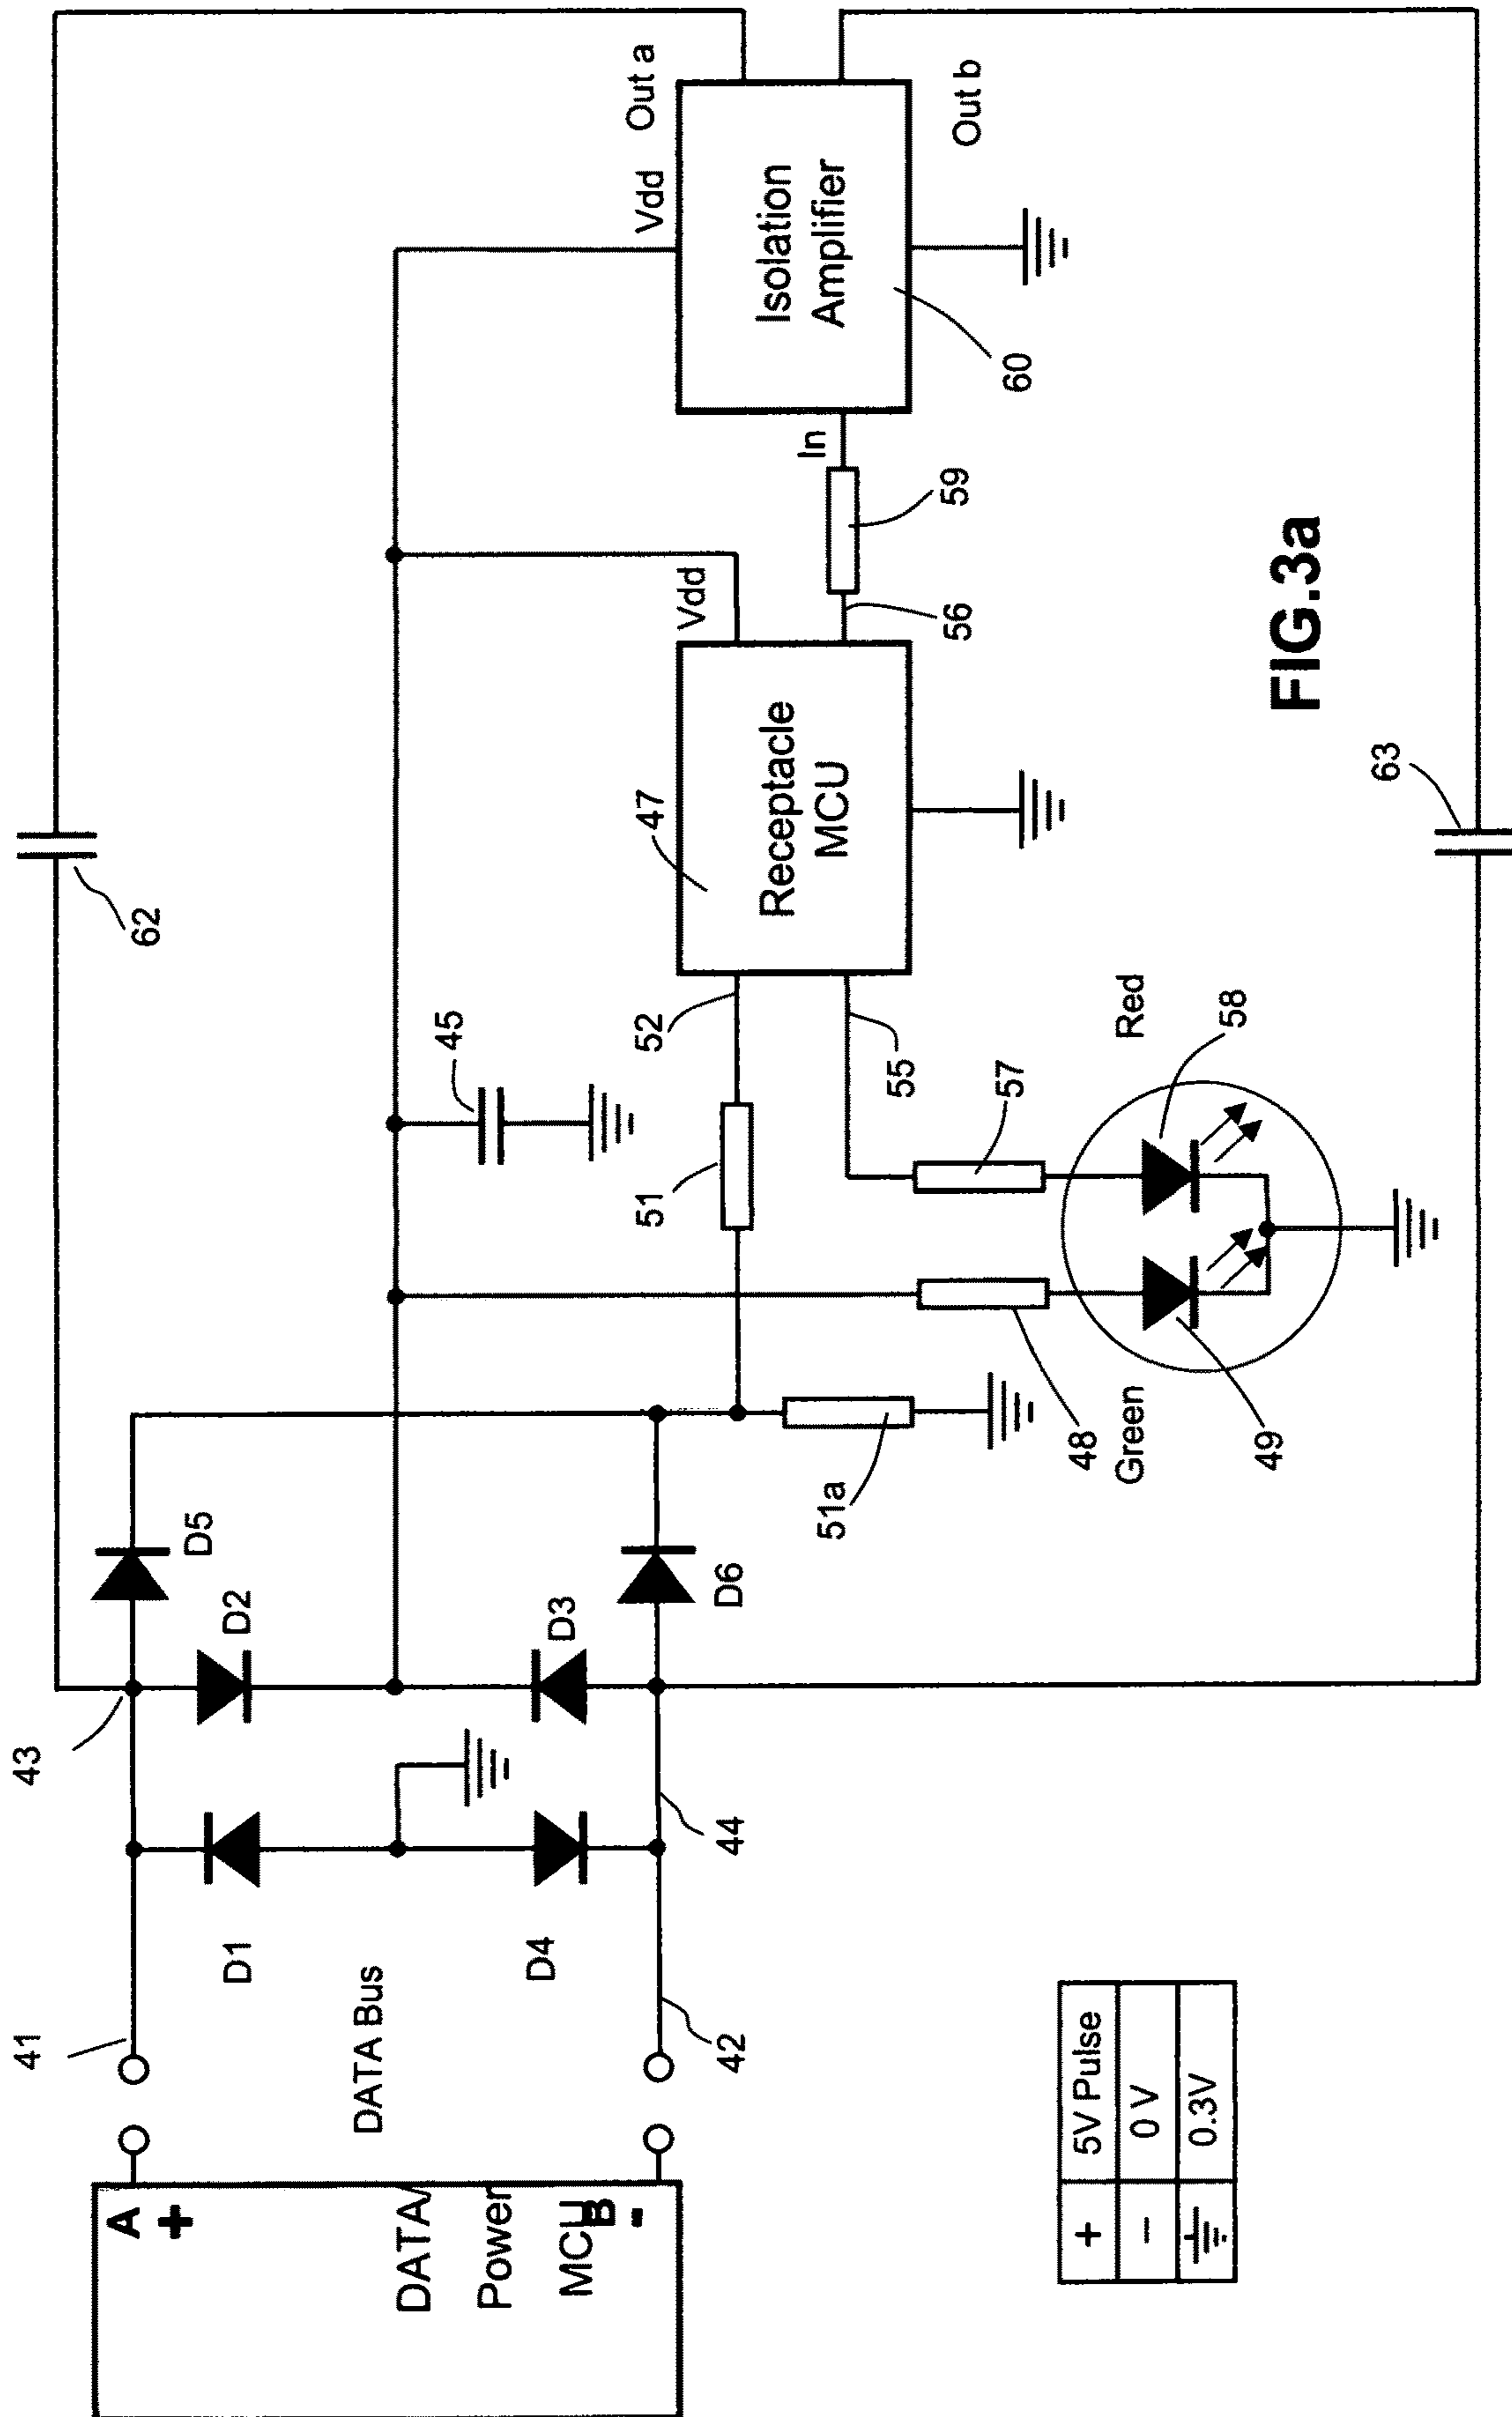 A
+
DATA/
Power
MCU
B
-
41
DATA Bus
42
D1
D4
43
44
D2
D3
D5
D6
62
45
51
52
51a
47
Receptacle
MCU
Vdd
55
56
57
58
Red
48
Green
49
59
In
Isolation
Amplifier
60
Vdd
Out a
Out b
63
+ 5V Pulse
− 0 V
0.3V
FIG.3a